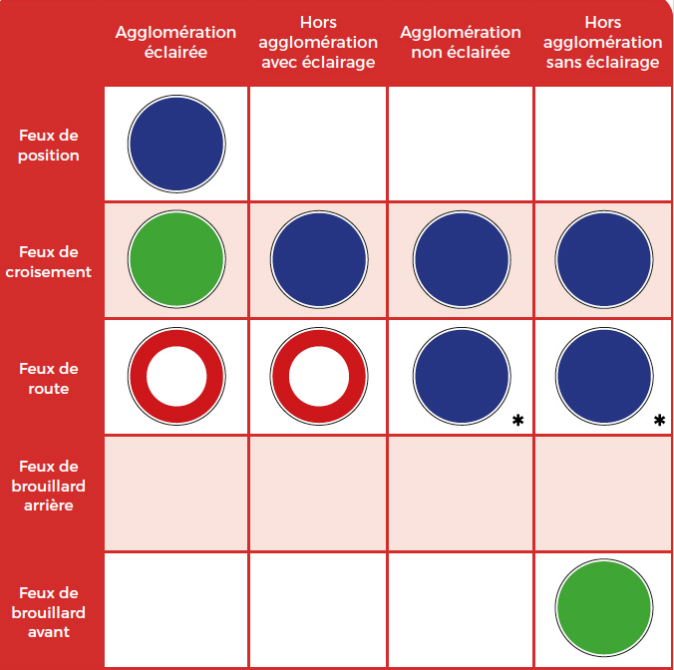 Agglomération
éclairée
Hors
agglomération
avec éclairage
Agglomération
non éclairée
Hors
agglomération
sans éclairage
Feux de
position
Feux de
croisement
Feux de
route
*
*
Feux de
brouillard
arrière
Feux de
brouillard
avant